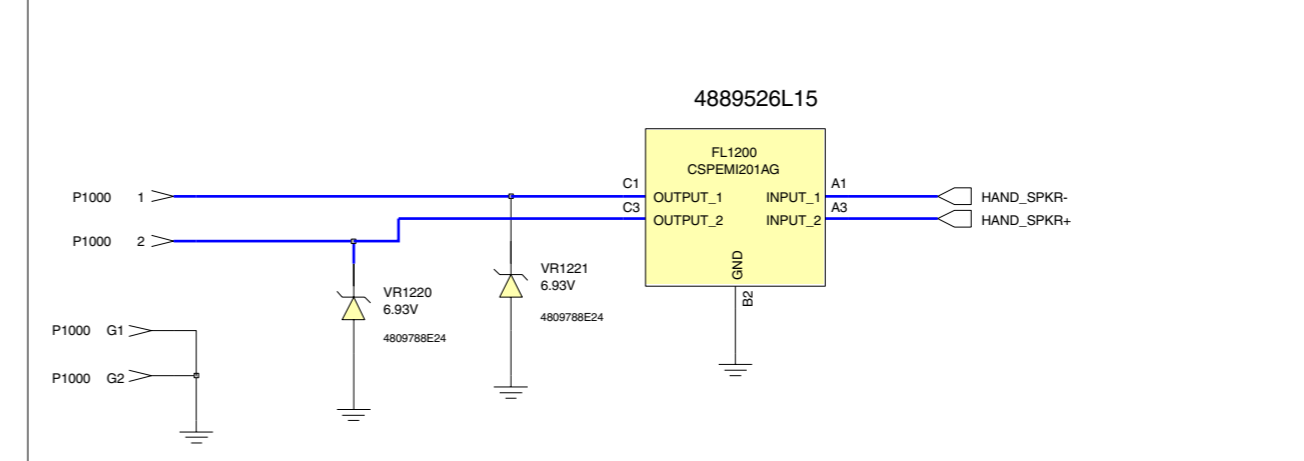 4889526L15
FL1200
CSPEMI201AG
P1000 1
C1 OUTPUT_1 INPUT_1 A1 HAND_SPKR-
C3 OUTPUT_2 INPUT_2 A3 HAND_SPKR+
P1000 2
GND
B2
VR1221
6.93V
4809788E24
VR1220
6.93V
4809788E24
P1000 G1
P1000 G2